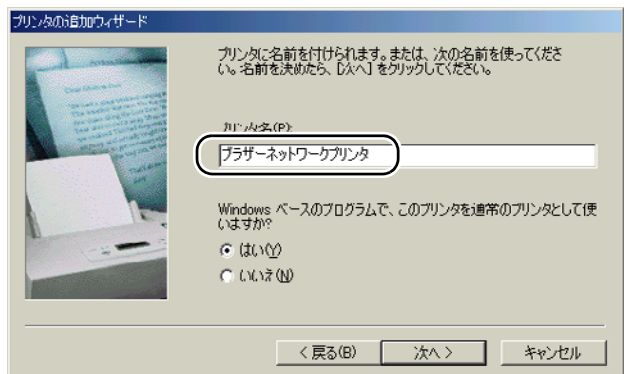 プリンタの追加ウィザード
プリンタに名前を付けられます。または、次の名前を使ってくださ
い。名前を決めたら、[次へ] をクリックしてください。
プリンタ名(P):
ブラザーネットワークプリンタ
Windows ベースのプログラムで、このプリンタを通常のプリンタとして使
いますか?
はい(Y)
いいえ(N)
< 戻る(B)
次へ >
キャンセル